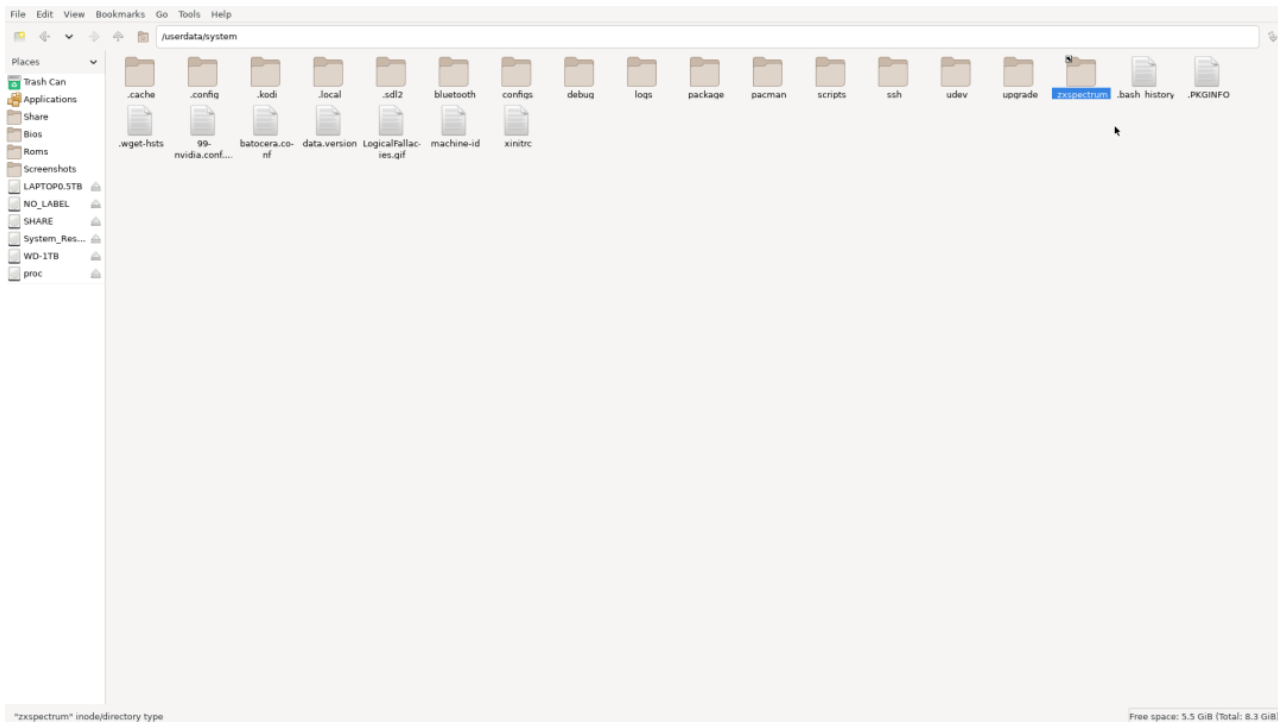 File Edit View Bookmarks Go Tools Help
/userdata/system
Places
Trash Can
Applications
Share
Bios
Roms
Screenshots
LAPTOP0.5TB
NO_LABEL
SHARE
System_Res...
WD-1TB
proc
.cache .config .kodi .local .sdl2 bluetooth configs debug logs package pacman scripts ssh udev upgrade zxspectrum .bash_history .PKGINFO
.wget-hsts 99- batocera.co- data.version LogicalFallac- machine-id xinitrc
nvidia.conf.... nf ies.gif
"zxspectrum" inode/directory type
Free space: 5.5 GiB (Total: 8.3 GiB)